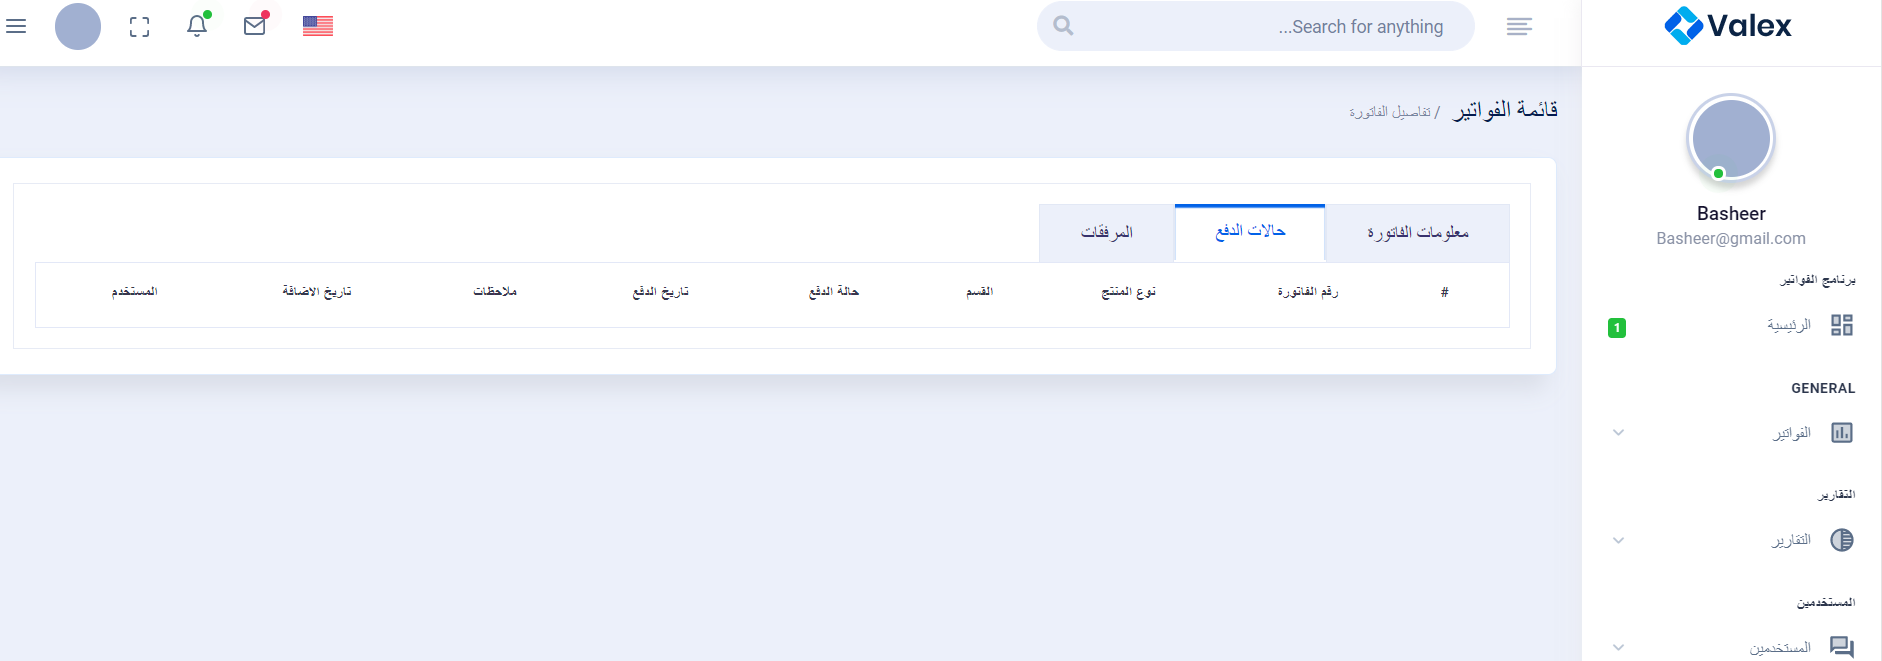 Search for anything...
Valex
قائمة الفواتير / تفاصيل الفاتورة
معلومات الفاتورة
حالات الدفع
المرفقات
# رقم الفاتورة نوع المنتج القسم حالة الدفع تاريخ الدفع ملاحظات تاريخ الاضافة المستخدم
Basheer
Basheer@gmail.com
برنامج الفواتير
الرئيسية 1
GENERAL
الفواتير
التقارير
التقارير
المستخدمين
المستخدمين